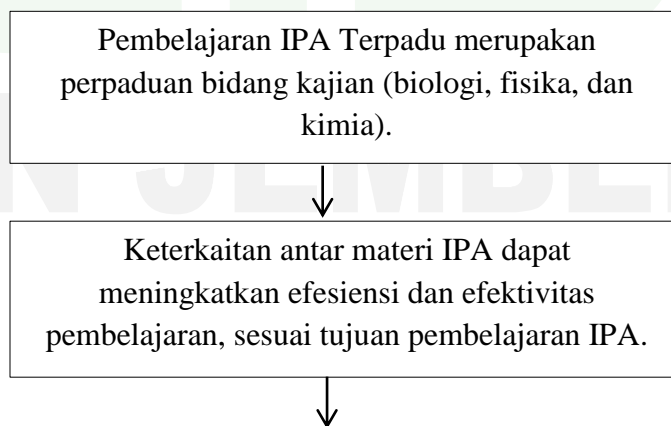 Pembelajaran IPA Terpadu merupakan
perpaduan bidang kajian (biologi, fisika, dan
kimia).
N JEMBE
Keterkaitan antar materi IPA dapat
meningkatkan efesiensi dan efektivitas
pembelajaran, sesuai tujuan pembelajaran IPA.